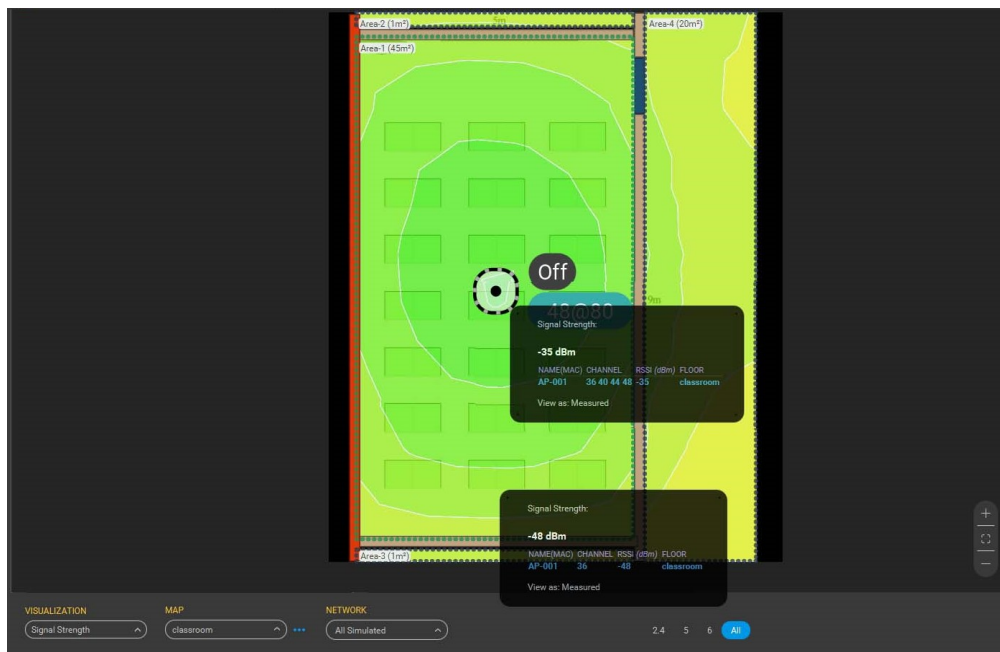 Area-2 (1m²)
5m
Area-4 (20m²)
Area-1 (45m²)
Off
48@80
9m
Signal Strength:
-35 dBm
NAME(MAC) CHANNEL RSSI (dBm) FLOOR
AP-001 36 40 44 48 -35 classroom
View as: Measured
Signal Strength:
-48 dBm
NAME(MAC) CHANNEL RSSI (dBm) FLOOR
AP-001 36 -48 classroom
View as: Measured
Area-3 (1m²)
VISUALIZATION MAP NETWORK
Signal Strength classroom All Simulated 2.4 5 6 All